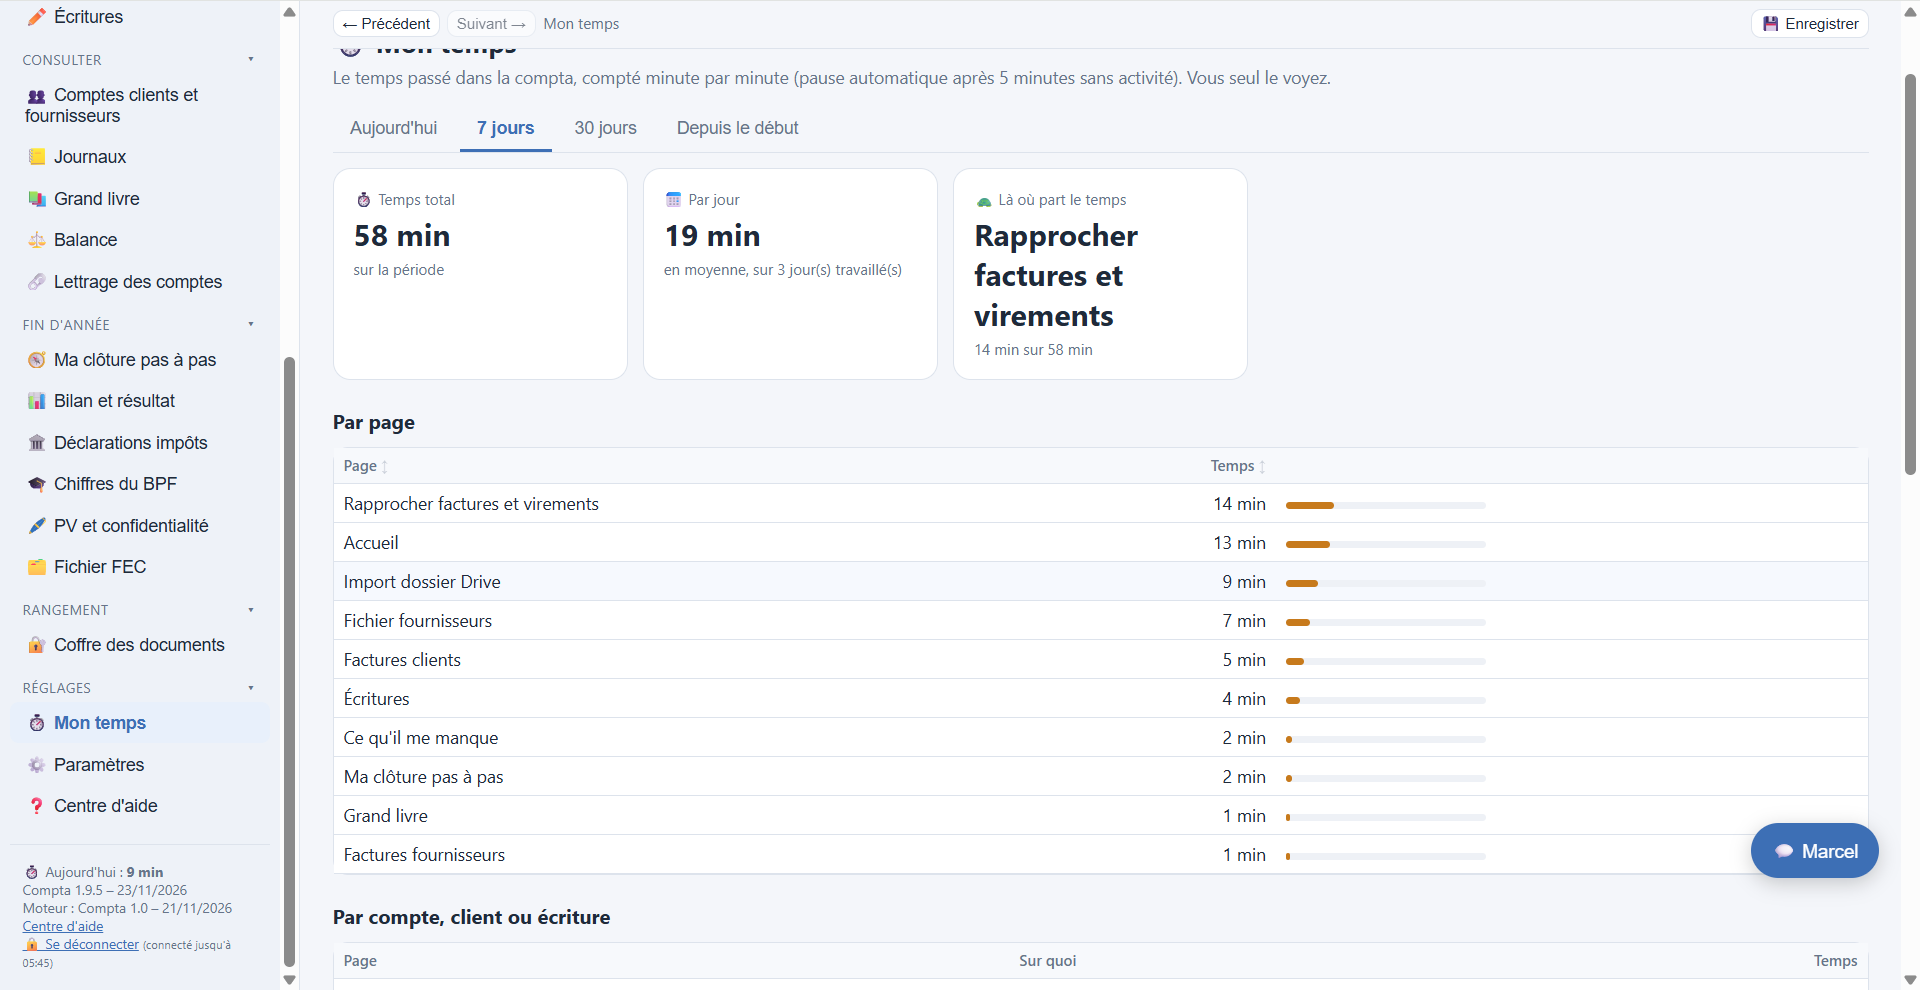 Écritures
CONSULTER
Comptes clients et
fournisseurs
Journaux
Grand livre
Balance
Lettrage des comptes
FIN D'ANNÉE
Ma clôture pas à pas
Bilan et résultat
Déclarations impôts
Chiffres du BPF
PV et confidentialité
Fichier FEC
RANGEMENT
Coffre des documents
RÉGLAGES
Mon temps
Paramètres
Centre d'aide
Aujourd'hui : 9 min
Compta 1.9.5 – 23/11/2026
Moteur : Compta 1.0 – 21/11/2026
Centre d'aide
Se déconnecter (connecté jusqu'à
05:45)
← Précédent Suivant → Mon temps
Enregistrer
Mon temps
Le temps passé dans la compta, compté minute par minute (pause automatique après 5 minutes sans activité). Vous seul le voyez.
Aujourd'hui 7 jours 30 jours Depuis le début
Temps total
58 min
sur la période
Par jour
19 min
en moyenne, sur 3 jour(s) travaillé(s)
Là où part le temps
Rapprocher
factures et
virements
14 min sur 58 min
Par page
Page Temps
Rapprocher factures et virements 14 min
Accueil 13 min
Import dossier Drive 9 min
Fichier fournisseurs 7 min
Factures clients 5 min
Écritures 4 min
Ce qu'il me manque 2 min
Ma clôture pas à pas 2 min
Grand livre 1 min
Factures fournisseurs 1 min
Marcel
Par compte, client ou écriture
Page Sur quoi Temps